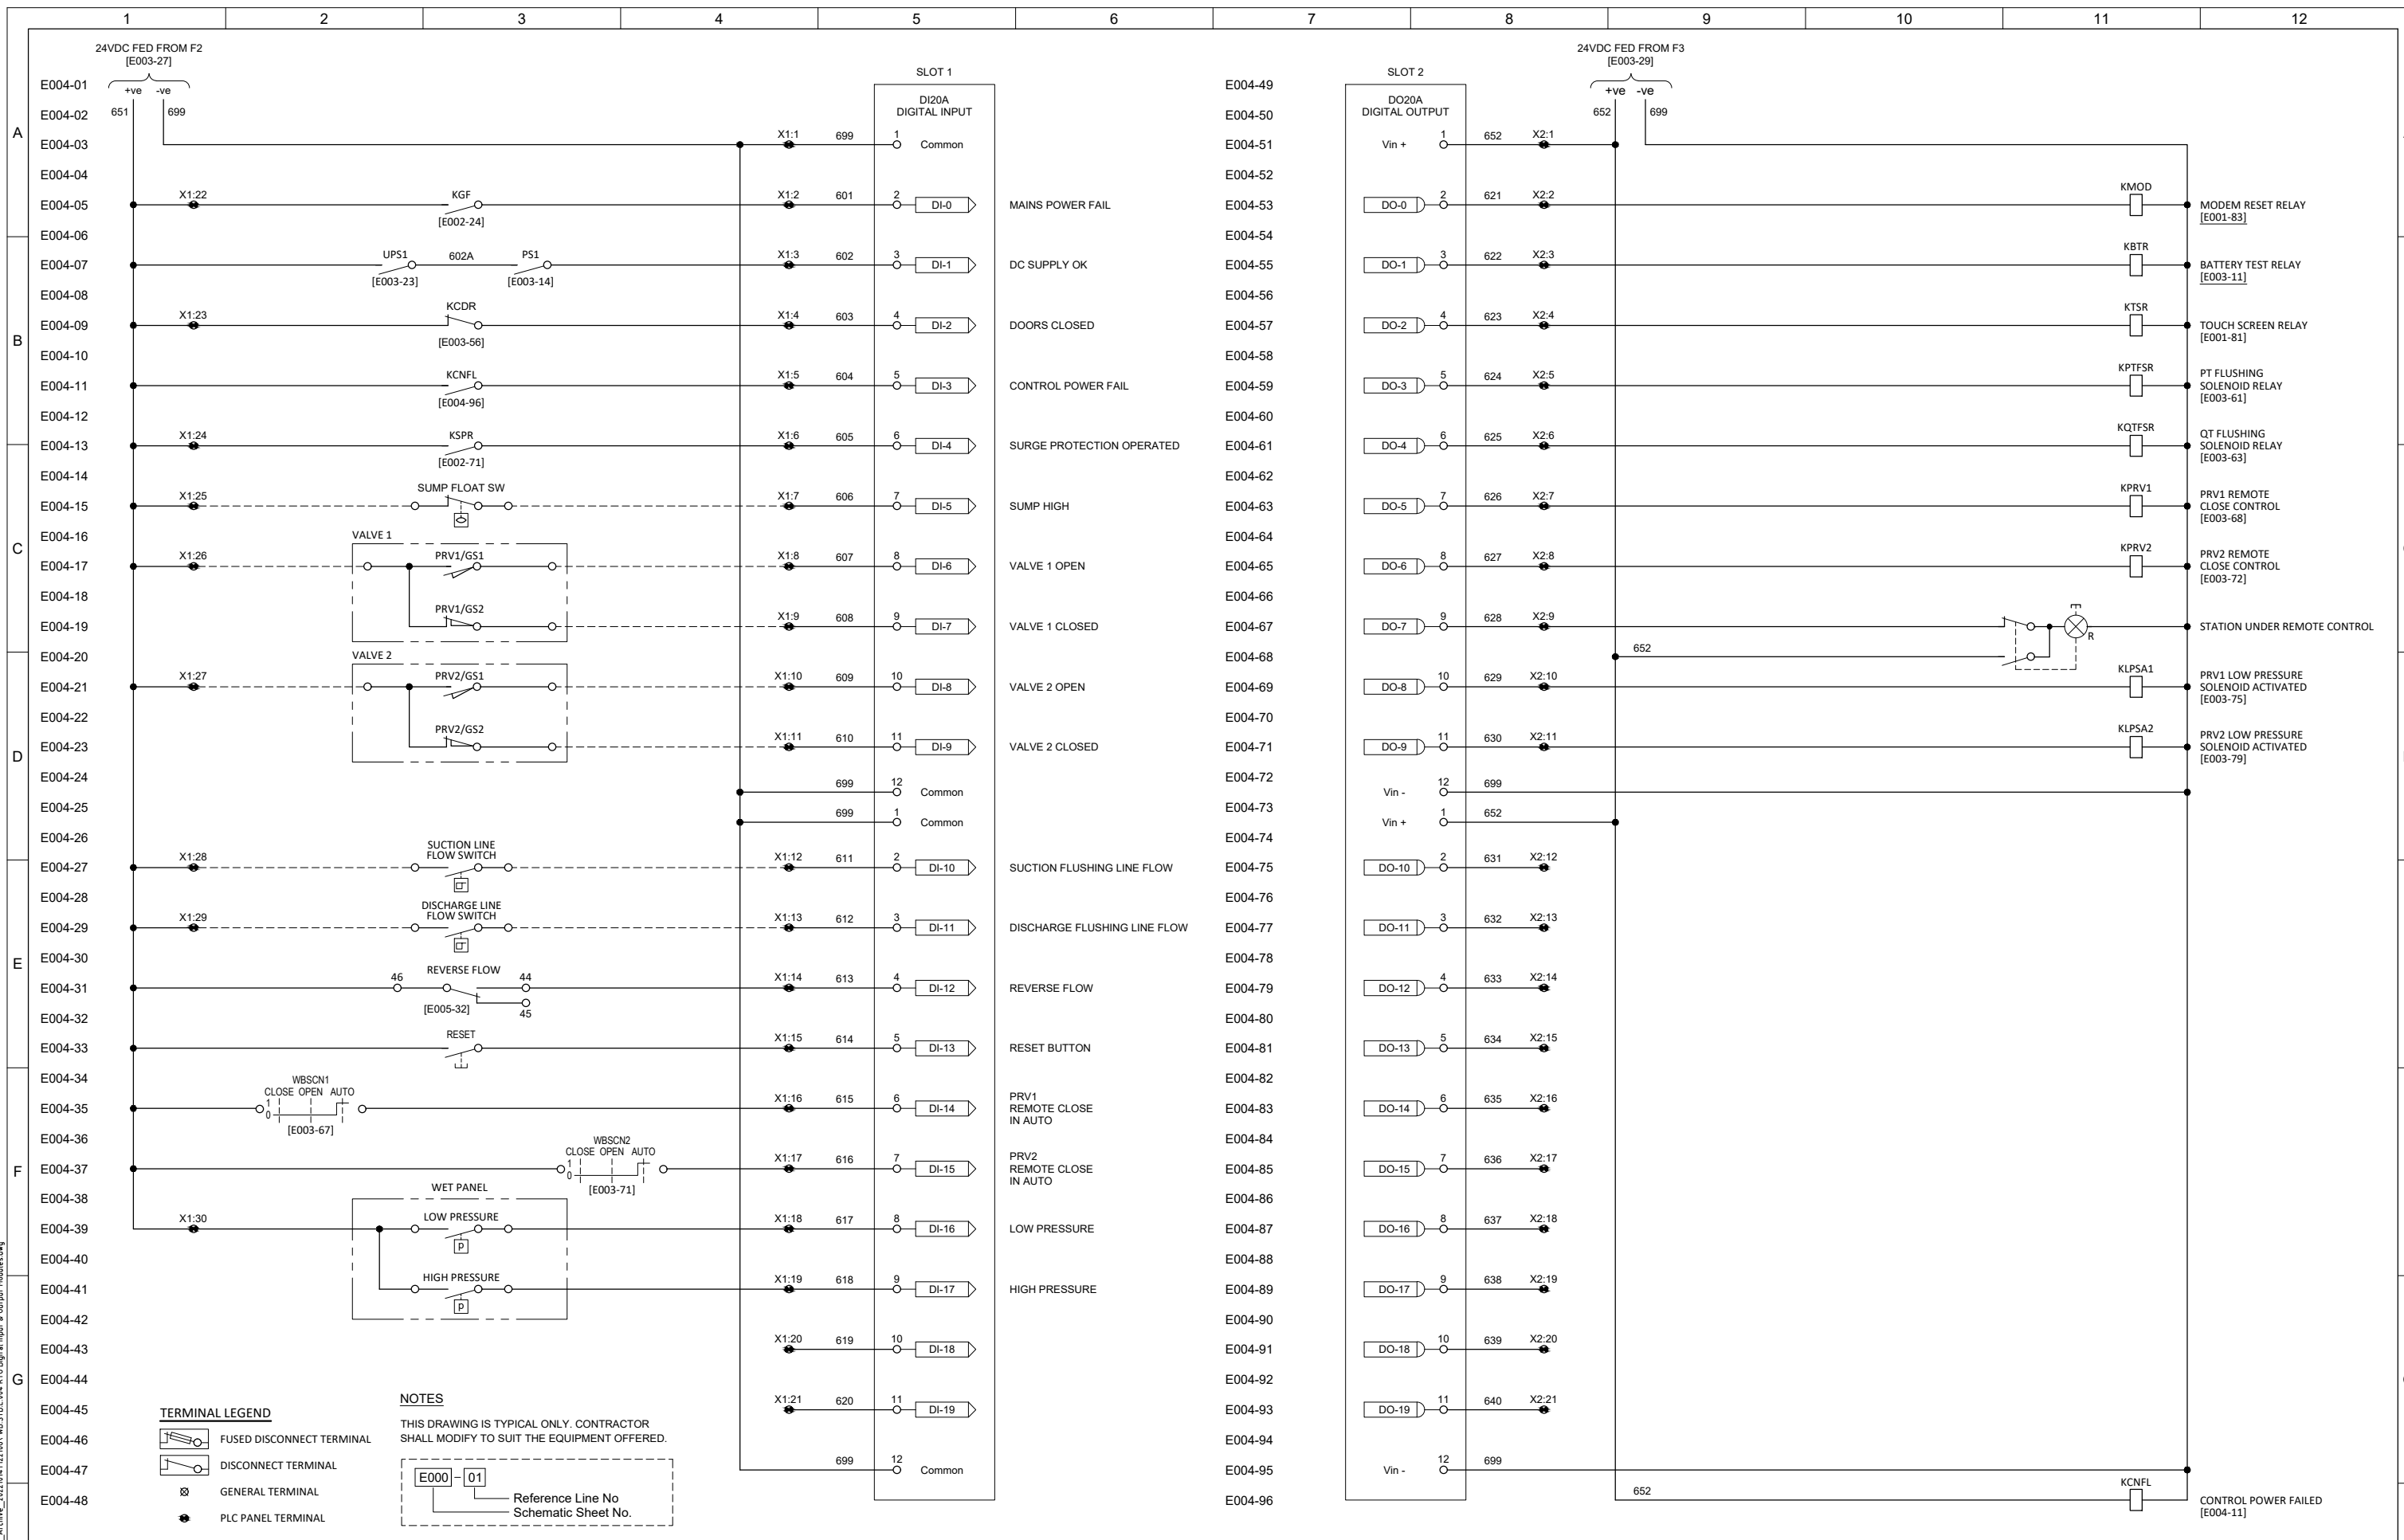 1 2 3 4 5 6 7 8 9 10 11 12
24VDC FED FROM F2
[E003-27]
24VDC FED FROM F3
[E003-29]
E004-01 +ve -ve SLOT 1 E004-49 SLOT 2 +ve -ve
DI20A
DIGITAL INPUT
DO20A
DIGITAL OUTPUT
E004-02 651 699 E004-50 652 699
A
E004-03 X1:1 699 1 Common E004-51 Vin + 1 652 X2:1
E004-04 E004-52
E004-05 X1:22 KGF X1:2 601 2 DI-0 MAINS POWER FAIL E004-53 DO-0 2 621 X2:2 KMOD MODEM RESET RELAY
[E002-24] [E001-83]
E004-06 E004-54
E004-07 UPS1 602A PS1 X1:3 602 3 DI-1 DC SUPPLY OK E004-55 DO-1 3 622 X2:3 KBTR BATTERY TEST RELAY
[E003-23] [E003-14] [E003-11]
E004-08 E004-56
E004-09 X1:23 KCDR X1:4 603 4 DI-2 DOORS CLOSED E004-57 DO-2 4 623 X2:4 KTSR TOUCH SCREEN RELAY
[E003-56] [E001-81]
B
E004-10 E004-58
E004-11 KCNFL X1:5 604 5 DI-3 CONTROL POWER FAIL E004-59 DO-3 5 624 X2:5 KPTFSR PT FLUSHING
SOLENOID RELAY
[E004-96] [E003-61]
E004-12 E004-60
E004-13 X1:24 KSPR X1:6 605 6 DI-4 SURGE PROTECTION OPERATED E004-61 DO-4 6 625 X2:6 KQTFSR QT FLUSHING
SOLENOID RELAY
[E002-71] [E003-63]
E004-14 E004-62
E004-15 X1:25 SUMP FLOAT SW X1:7 606 7 DI-5 SUMP HIGH E004-63 DO-5 7 626 X2:7 KPRV1 PRV1 REMOTE
CLOSE CONTROL
[E003-68]
E004-16 VALVE 1 E004-64
C
E004-17 X1:26 PRV1/GS1 X1:8 607 8 DI-6 VALVE 1 OPEN E004-65 DO-6 8 627 X2:8 KPRV2 PRV2 REMOTE
CLOSE CONTROL
[E003-72]
E004-18 E004-66
E004-19 PRV1/GS2 X1:9 608 9 DI-7 VALVE 1 CLOSED E004-67 DO-7 9 628 X2:9 R STATION UNDER REMOTE CONTROL
E004-20 VALVE 2 E004-68 652
E004-21 X1:27 PRV2/GS1 X1:10 609 10 DI-8 VALVE 2 OPEN E004-69 DO-8 10 629 X2:10 KLPSA1 PRV1 LOW PRESSURE
SOLENOID ACTIVATED
[E003-75]
E004-22 E004-70
E004-23 PRV2/GS2 X1:11 610 11 DI-9 VALVE 2 CLOSED E004-71 DO-9 11 630 X2:11 KLPSA2 PRV2 LOW PRESSURE
SOLENOID ACTIVATED
[E003-79]
D
E004-24 699 12 Common E004-72 Vin - 12 699
E004-25 699 1 Common E004-73 Vin + 1 652
E004-26 E004-74
SUCTION LINE
FLOW SWITCH
E004-27 X1:28 X1:12 611 2 DI-10 SUCTION FLUSHING LINE FLOW E004-75 DO-10 2 631 X2:12
E004-28 E004-76
DISCHARGE LINE
FLOW SWITCH
E004-29 X1:29 X1:13 612 3 DI-11 DISCHARGE FLUSHING LINE FLOW E004-77 DO-11 3 632 X2:13
E004-30 E004-78
E
E004-31 46 REVERSE FLOW 44 X1:14 613 4 DI-12 REVERSE FLOW E004-79 DO-12 4 633 X2:14
[E005-32] 45
E004-32 E004-80
E004-33 RESET X1:15 614 5 DI-13 RESET BUTTON E004-81 DO-13 5 634 X2:15
E004-34 E004-82
WBSCN1
CLOSE OPEN AUTO
E004-35 1 0 X1:16 615 6 DI-14 PRV1
REMOTE CLOSE
IN AUTO
E004-83 DO-14 6 635 X2:16
[E003-67]
E004-36 E004-84
WBSCN2
CLOSE OPEN AUTO
F
E004-37 1 0 X1:17 616 7 DI-15 PRV2
REMOTE CLOSE
IN AUTO
E004-85 DO-15 7 636 X2:17
[E003-71]
E004-38 WET PANEL E004-86
E004-39 X1:30 LOW PRESSURE X1:18 617 8 DI-16 LOW PRESSURE E004-87 DO-16 8 637 X2:18
p
E004-40 E004-88
E004-41 HIGH PRESSURE X1:19 618 9 DI-17 HIGH PRESSURE E004-89 DO-17 9 638 X2:19
p
E004-42 E004-90
E004-43 X1:20 619 10 DI-18 E004-91 DO-18 10 639 X2:20
G
E004-44 E004-92
E004-45 X1:21 620 11 DI-19 E004-93 DO-19 11 640 X2:21
E004-46 E004-94
E004-47 699 12 Common E004-95 Vin - 12 699
E004-48 E004-96 652 KCNFL CONTROL POWER FAILED
[E004-11]
TERMINAL LEGEND
FUSED DISCONNECT TERMINAL
DISCONNECT TERMINAL
GENERAL TERMINAL
PLC PANEL TERMINAL
NOTES
THIS DRAWING IS TYPICAL ONLY. CONTRACTOR
SHALL MODIFY TO SUIT THE EQUIPMENT OFFERED.
E000 - 01
Reference Line No
Schematic Sheet No.